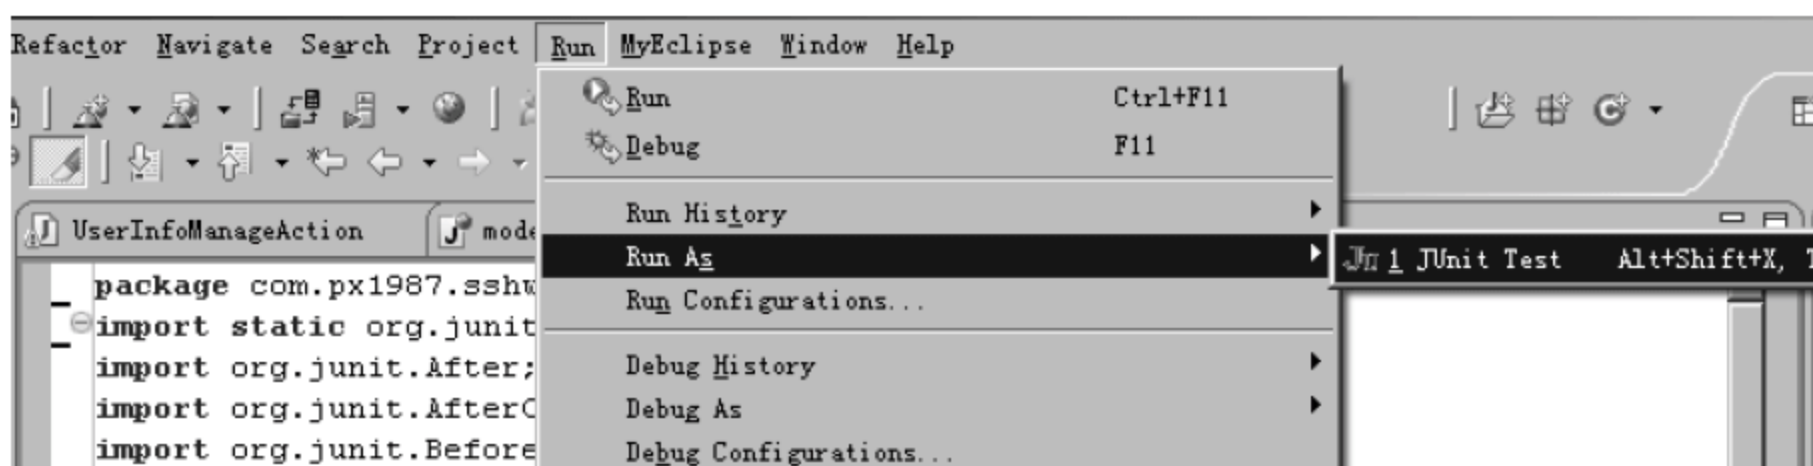 Refactor Navigate Search Project Run MyEclipse Window Help
Run Ctrl+F11
Debug F11
Run History
Run As
1 JUnit Test Alt+Shift+X,
Run Configurations...
Debug History
Debug As
Debug Configurations...
UserInfoManageAction mode
package com.px1987.sshw
import static org.junit
import org.junit.After;
import org.junit.AfterC
import org.junit.Before